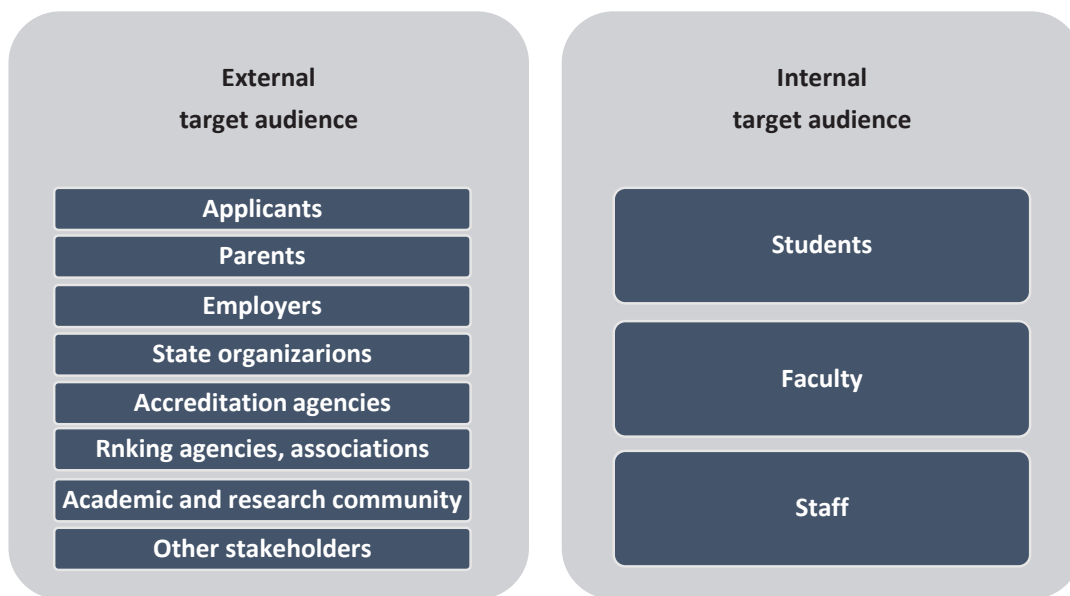 External
target audience
Applicants
Parents
Employers
State organizarions
Accreditation agencies
Rnking agencies, associations
Academic and research community
Other stakeholders
Internal
target audience
Students
Faculty
Staff